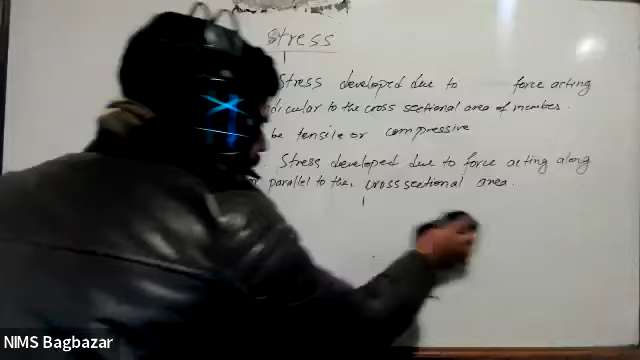 stress
Stress developed due to force acting
dicular to the cross sectional area of member.
be tensile or compressive
Stress developed due to force acting along
parallel to the cross sectional area.
NIMS Bagbazar